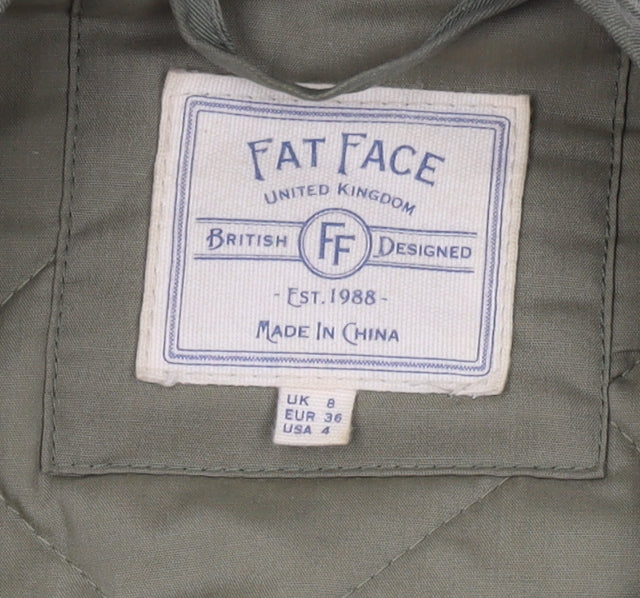 FAT FACE
UNITED KINGDOM
BRITISH FF DESIGNED
- EST. 1988 -
MADE IN CHINA
UK 8
EUR 36
USA 4